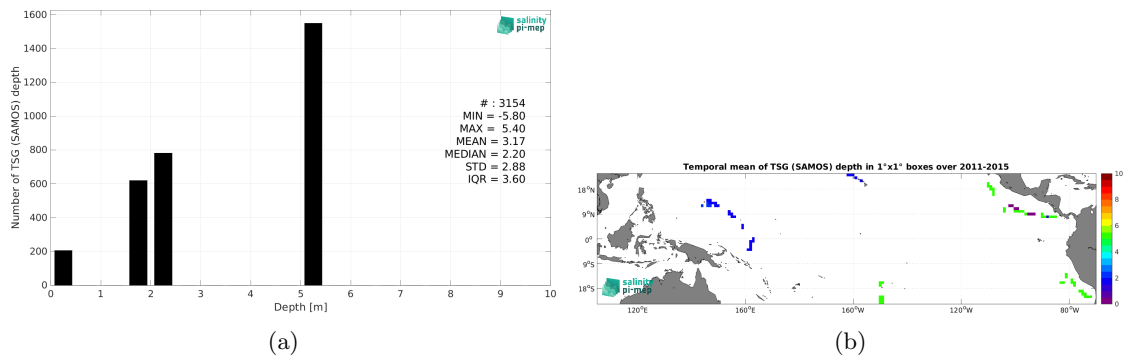 1600
1400
1200
1000
800
600
400
200
0
Number of TSG (SAMOS) depth
salinity
pi-mep
# : 3154
MIN = -5.80
MAX = 5.40
MEAN = 3.17
MEDIAN = 2.20
STD = 2.88
IQR = 3.60
0 1 2 3 4 5 6 7 8 9 10
Depth [m]
(a)
Temporal mean of TSG (SAMOS) depth in 1°x1° boxes over 2011-2015
18°N
9°N
0°
9°S
18°S
salinity
pi-mep
120°E 160°E 160°W 120°W 80°W
10
8
6
4
2
0
(b)